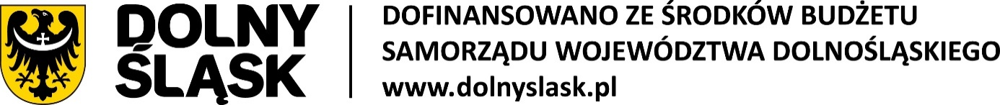 DOLNY
ŚLĄSK
DOFINANSOWANO ZE ŚRODKÓW BUDŻETU
SAMORZĄDU WOJEWÓDZTWA DOLNOŚLĄSKIEGO
www.dolnyslask.pl